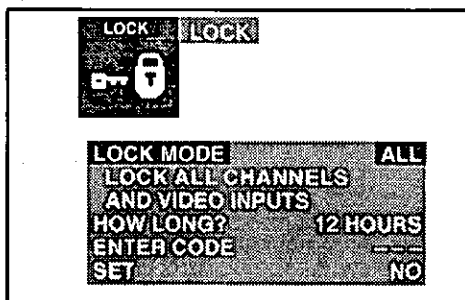 LOCK LOCK
LOCK MODE ALL
LOCK ALL CHANNELS
AND VIDEO INPUTS
HOW LONG? 12 HOURS
ENTER CODE _ _ _
SET NO